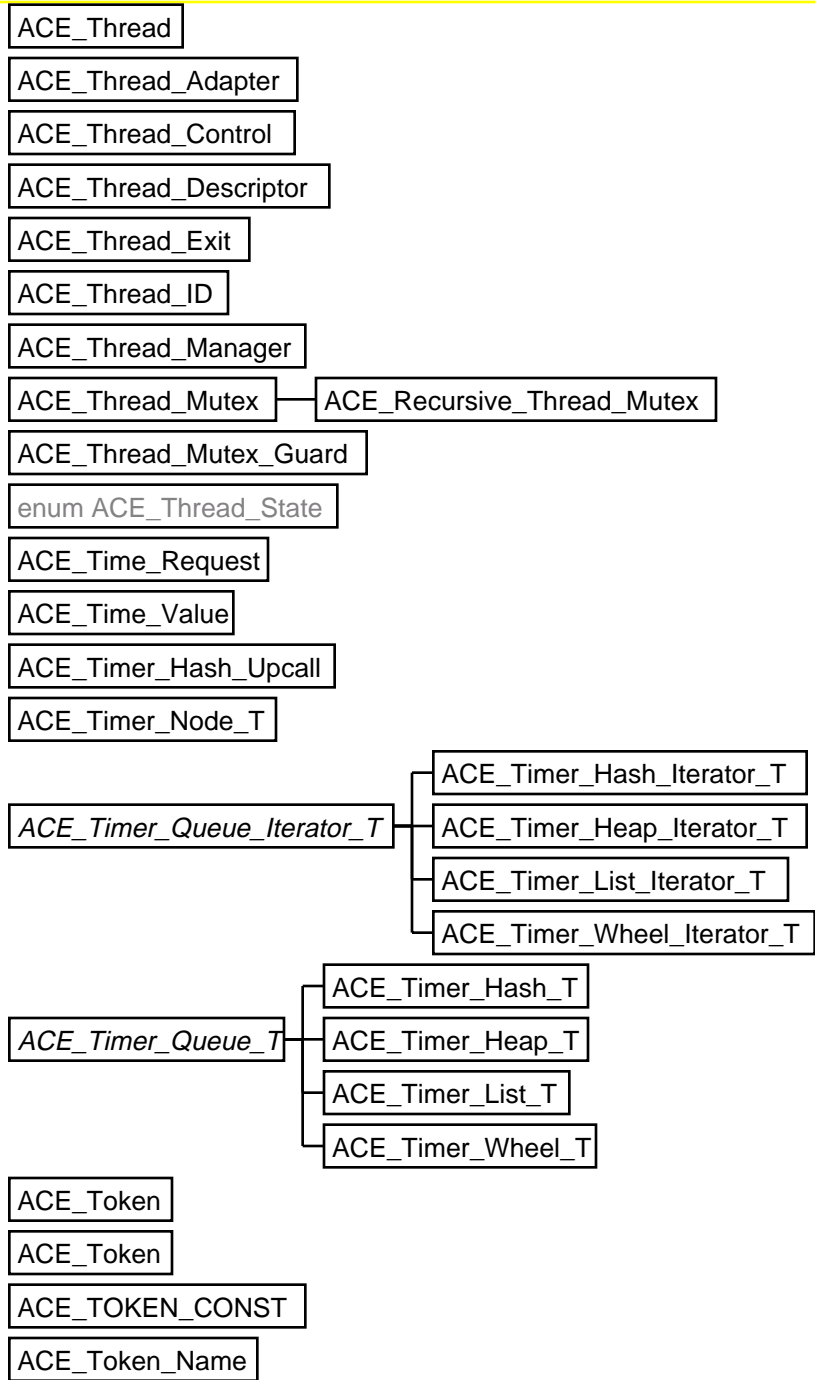 ACE_Thread
ACE_Thread_Adapter
ACE_Thread_Control
ACE_Thread_Descriptor
ACE_Thread_Exit
ACE_Thread_ID
ACE_Thread_Manager
ACE_Thread_Mutex ACE_Recursive_Thread_Mutex
ACE_Thread_Mutex_Guard
enum ACE_Thread_State
ACE_Time_Request
ACE_Time_Value
ACE_Timer_Hash_Upcall
ACE_Timer_Node_T
ACE_Timer_Hash_Iterator_T
ACE_Timer_Queue_Iterator_T ACE_Timer_Heap_Iterator_T
ACE_Timer_List_Iterator_T
ACE_Timer_Wheel_Iterator_T
ACE_Timer_Hash_T
ACE_Timer_Queue_T ACE_Timer_Heap_T
ACE_Timer_List_T
ACE_Timer_Wheel_T
ACE_Token
ACE_Token
ACE_TOKEN_CONST
ACE_Token_Name